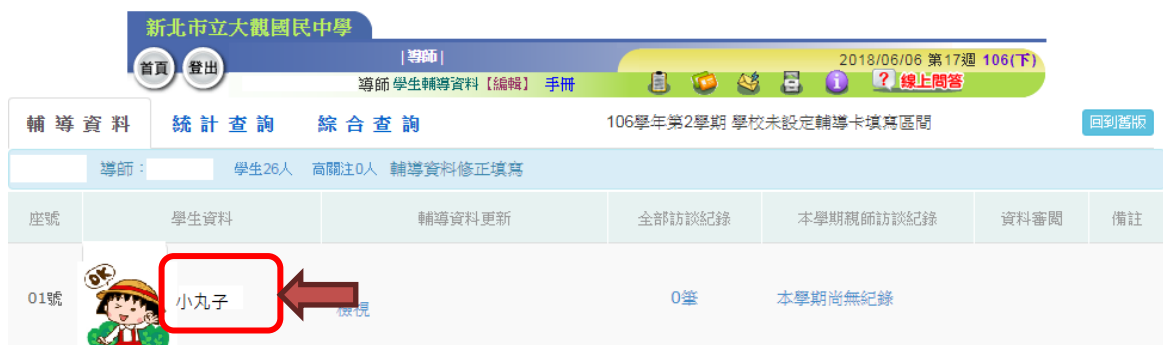 新北市立大觀國民中學
首頁 登出 |導師| 2018/06/06 第17週 106(下)
導師 學生輔導資料【編輯】 手冊 ? 線上問答
輔導資料 統計查詢 綜合查詢 106學年第2學期 學校未設定輔導卡填寫區間 回到舊版
導師： 學生26人 高關注0人 輔導資料修正填寫
座號 學生資料 輔導資料更新 全部訪談紀錄 本學期親師訪談紀錄 資料審閱 備註
OK
01號 小丸子 檢視 0筆 本學期尚無紀錄